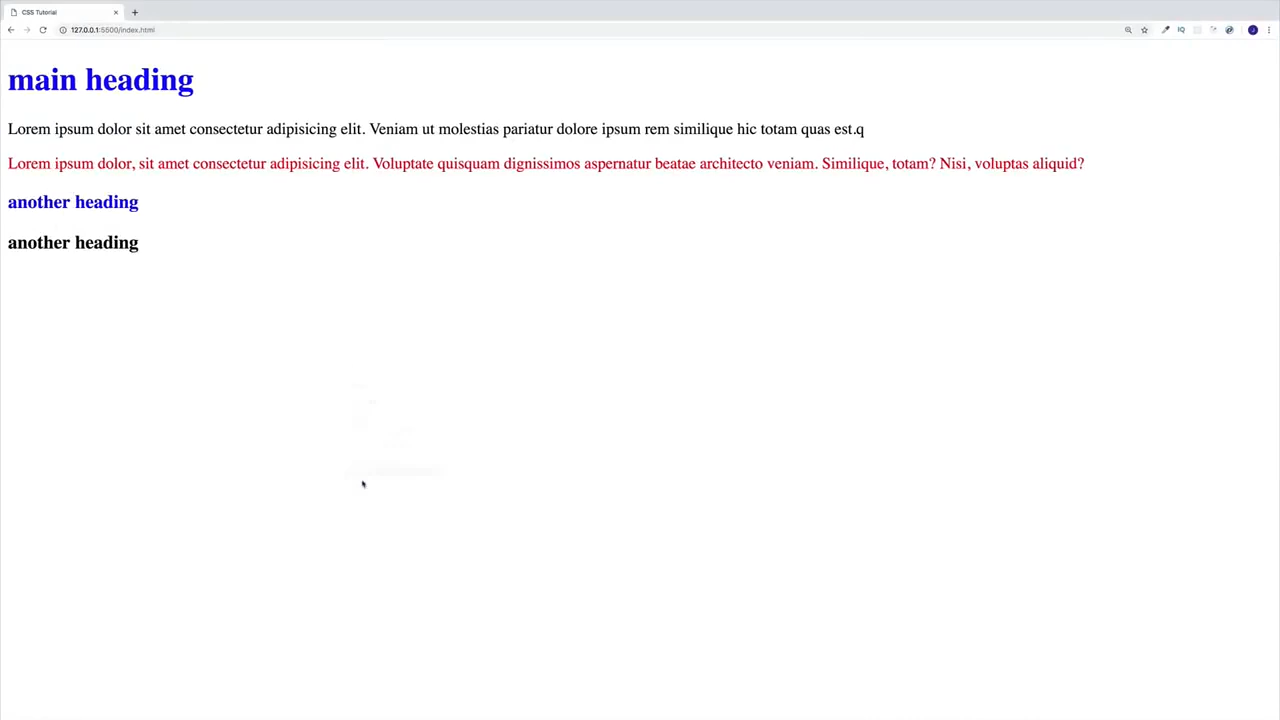 CSS Tutorial
127.0.0.1:5500/index.html
main heading
Lorem ipsum dolor sit amet consectetur adipisicing elit. Veniam ut molestias pariatur dolore ipsum rem similique hic totam quas est.q
Lorem ipsum dolor, sit amet consectetur adipisicing elit. Voluptate quisquam dignissimos aspernatur beatae architecto veniam. Similique, totam? Nisi, voluptas aliquid?
another heading
another heading